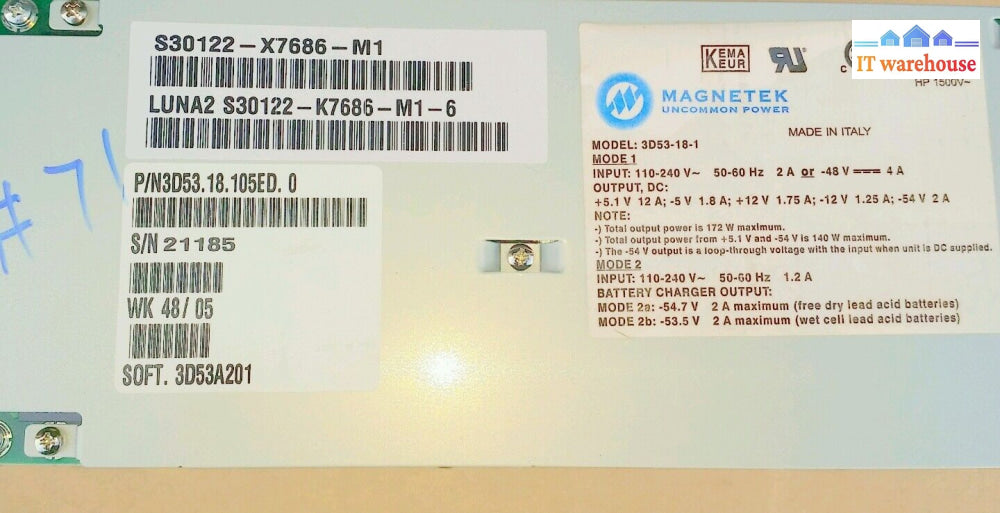 S30122-X7686-M1
LUNA2 S30122-K7686-M1-6
#71
P/N3D53.18.105ED. 0
S/N 21185
WK 48/ 05
SOFT. 3D53A201
IT warehouse
KEMA
KEUR
HP 1500V~
MAGNETEK
UNCOMMON POWER
MADE IN ITALY
MODEL: 3D53-18-1
MODE 1
INPUT: 110-240 V~ 50-60 Hz 2 A or -48 V 4 A
OUTPUT, DC:
+5.1 V 12 A; -5 V 1.8 A; +12 V 1.75 A; -12 V 1.25 A; -54 V 2 A
NOTE:
-) Total output power is 172 W maximum.
-) Total output power from +5.1 V and -54 V is 140 W maximum.
-) The -54 V output is a loop-through voltage with the input when unit is DC supplied.
MODE 2
INPUT: 110-240 V~ 50-60 Hz 1.2 A
BATTERY CHARGER OUTPUT:
MODE 2a: -54.7 V 2 A maximum (free dry lead acid batteries)
MODE 2b: -53.5 V 2 A maximum (wet cell lead acid batteries)